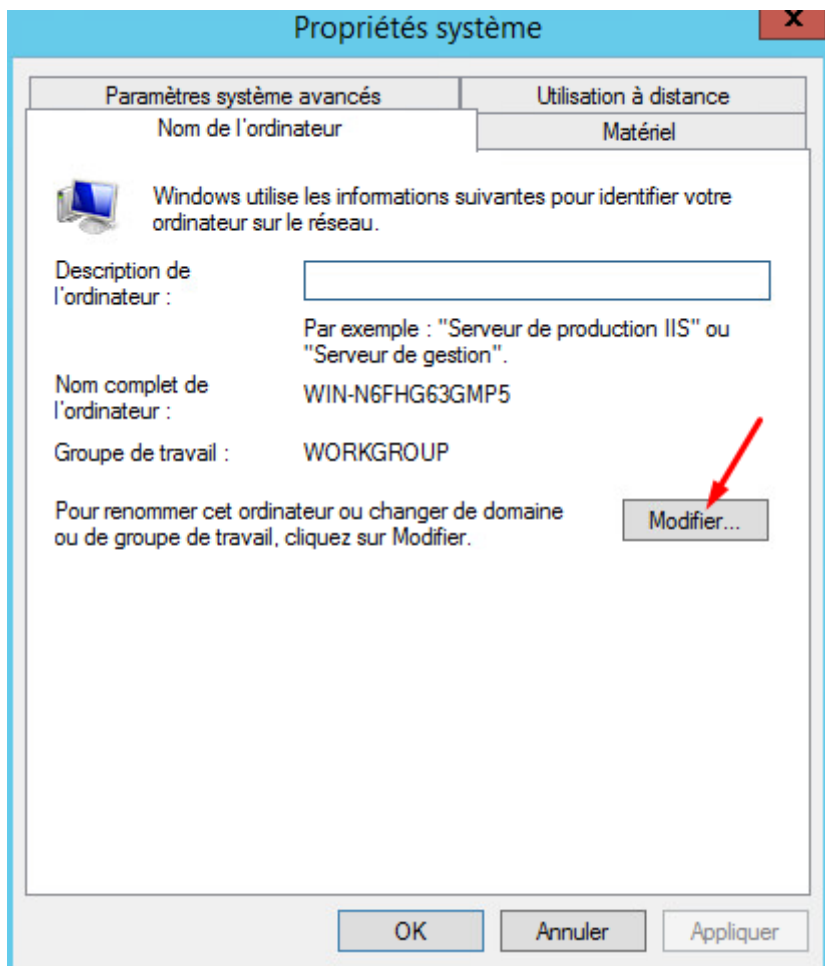 Propriétés système
x
Paramètres système avancés
Utilisation à distance
Nom de l'ordinateur
Matériel
Windows utilise les informations suivantes pour identifier votre
ordinateur sur le réseau.
Description de
l'ordinateur :
Par exemple : "Serveur de production IIS" ou
"Serveur de gestion".
Nom complet de
l'ordinateur :
WIN-N6FHG63GMP5
Groupe de travail :
WORKGROUP
Pour renommer cet ordinateur ou changer de domaine
ou de groupe de travail, cliquez sur Modifier.
Modifier...
OK
Annuler
Appliquer